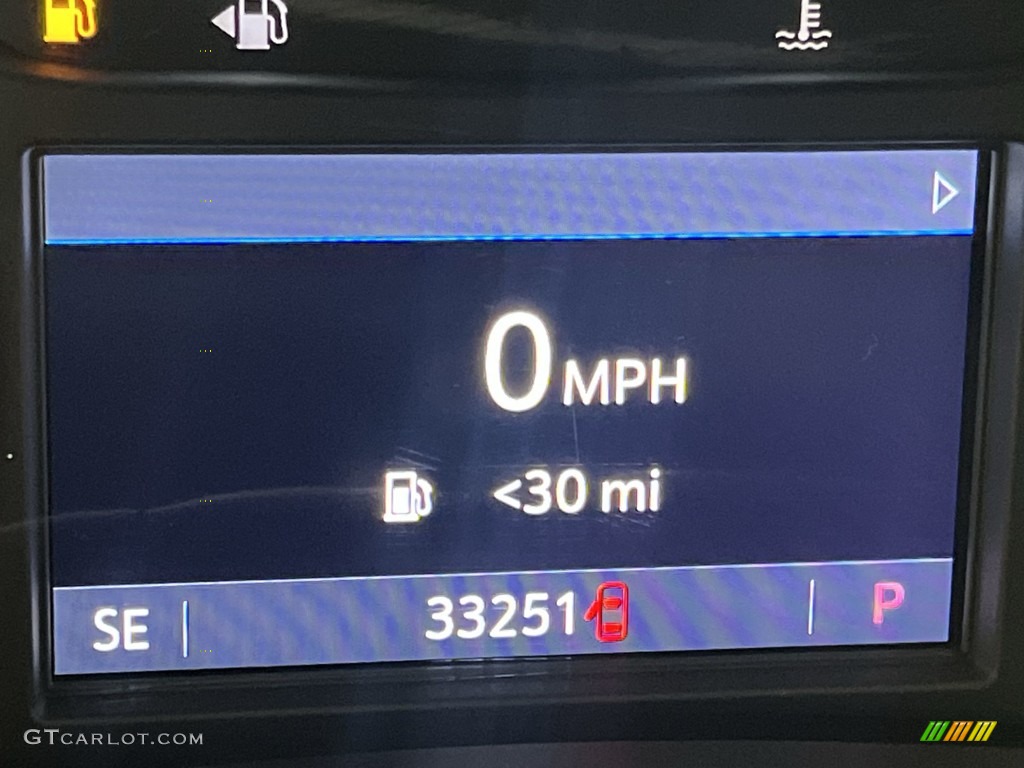 0 MPH
<30 mi
SE 33251 P
GTCARLOT.COM